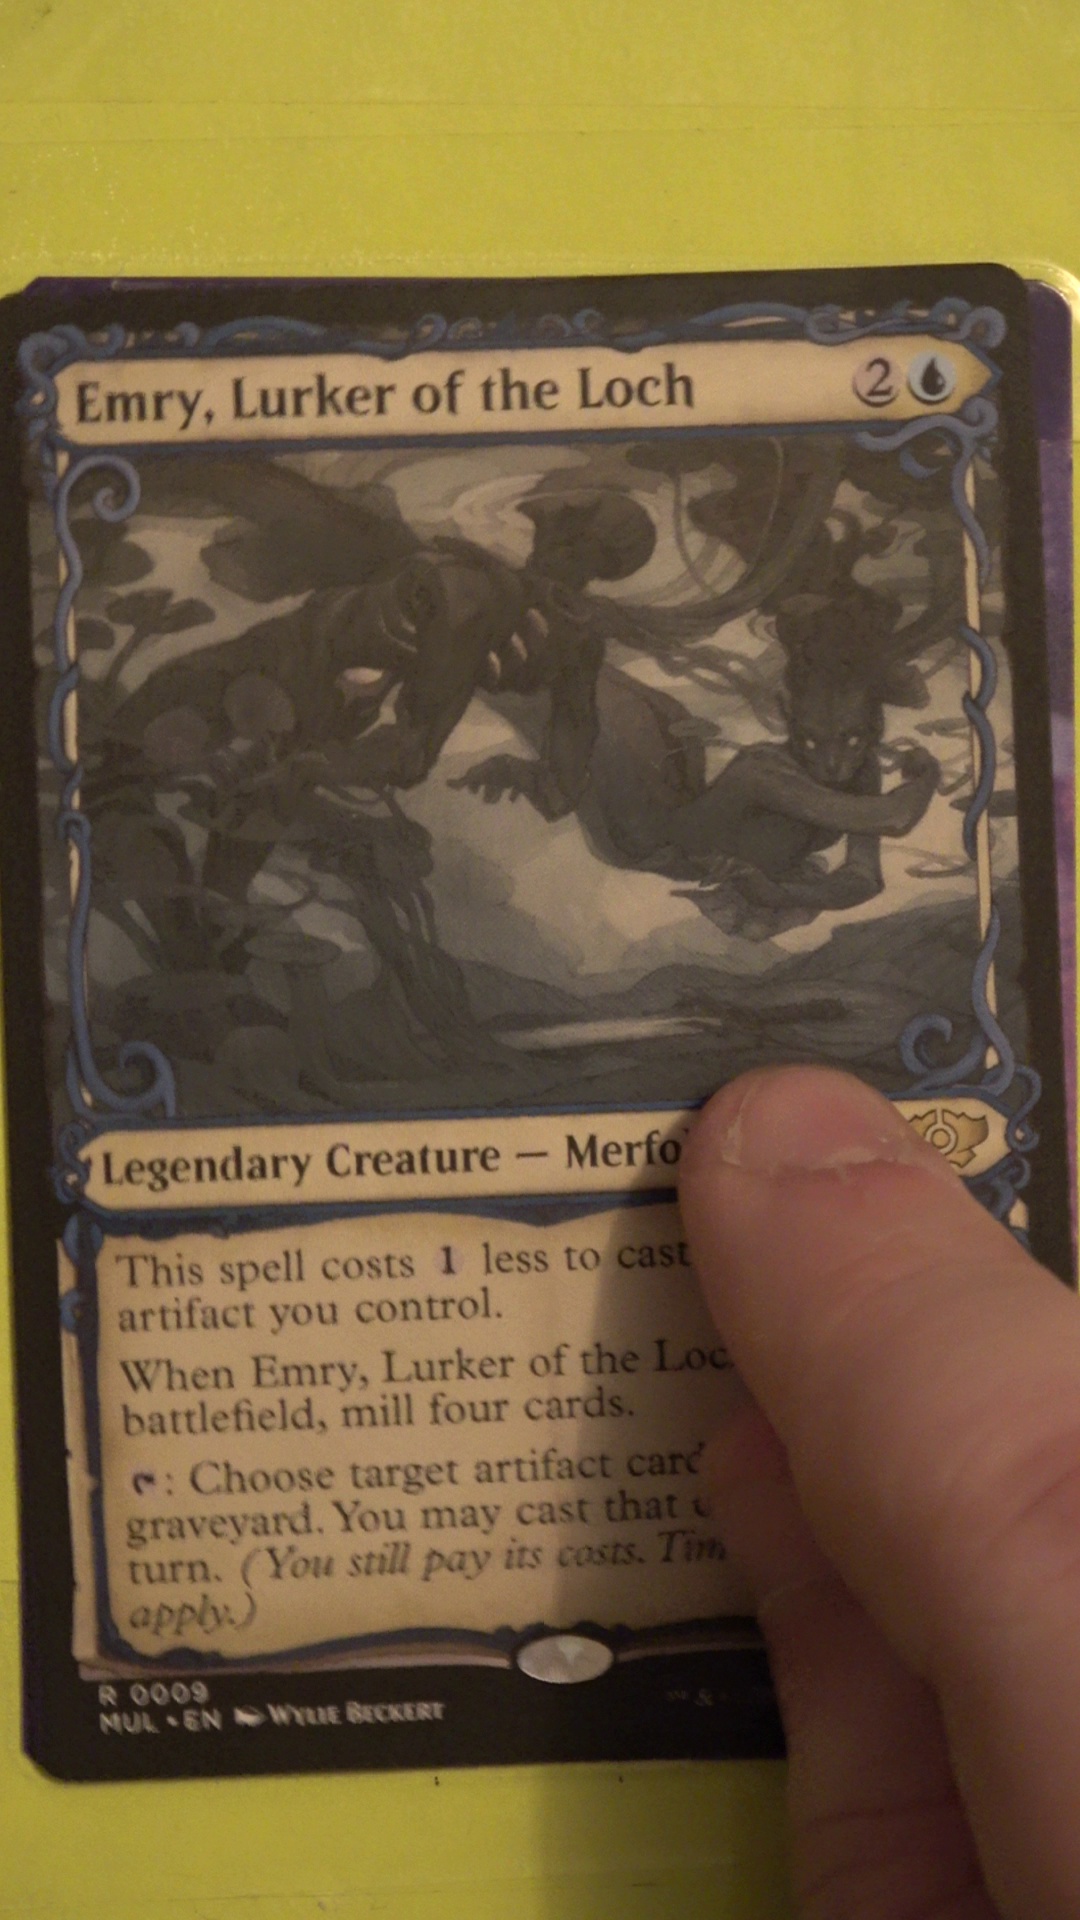 Emry, Lurker of the Loch 2
Legendary Creature — Merfo
This spell costs 1 less to cast
artifact you control.
When Emry, Lurker of the Loc
battlefield, mill four cards.
: Choose target artifact card
graveyard. You may cast that c
turn. (You still pay its costs. Tim
apply.)
R 0009
MUL • EN WYLIE BECKERT
™ &